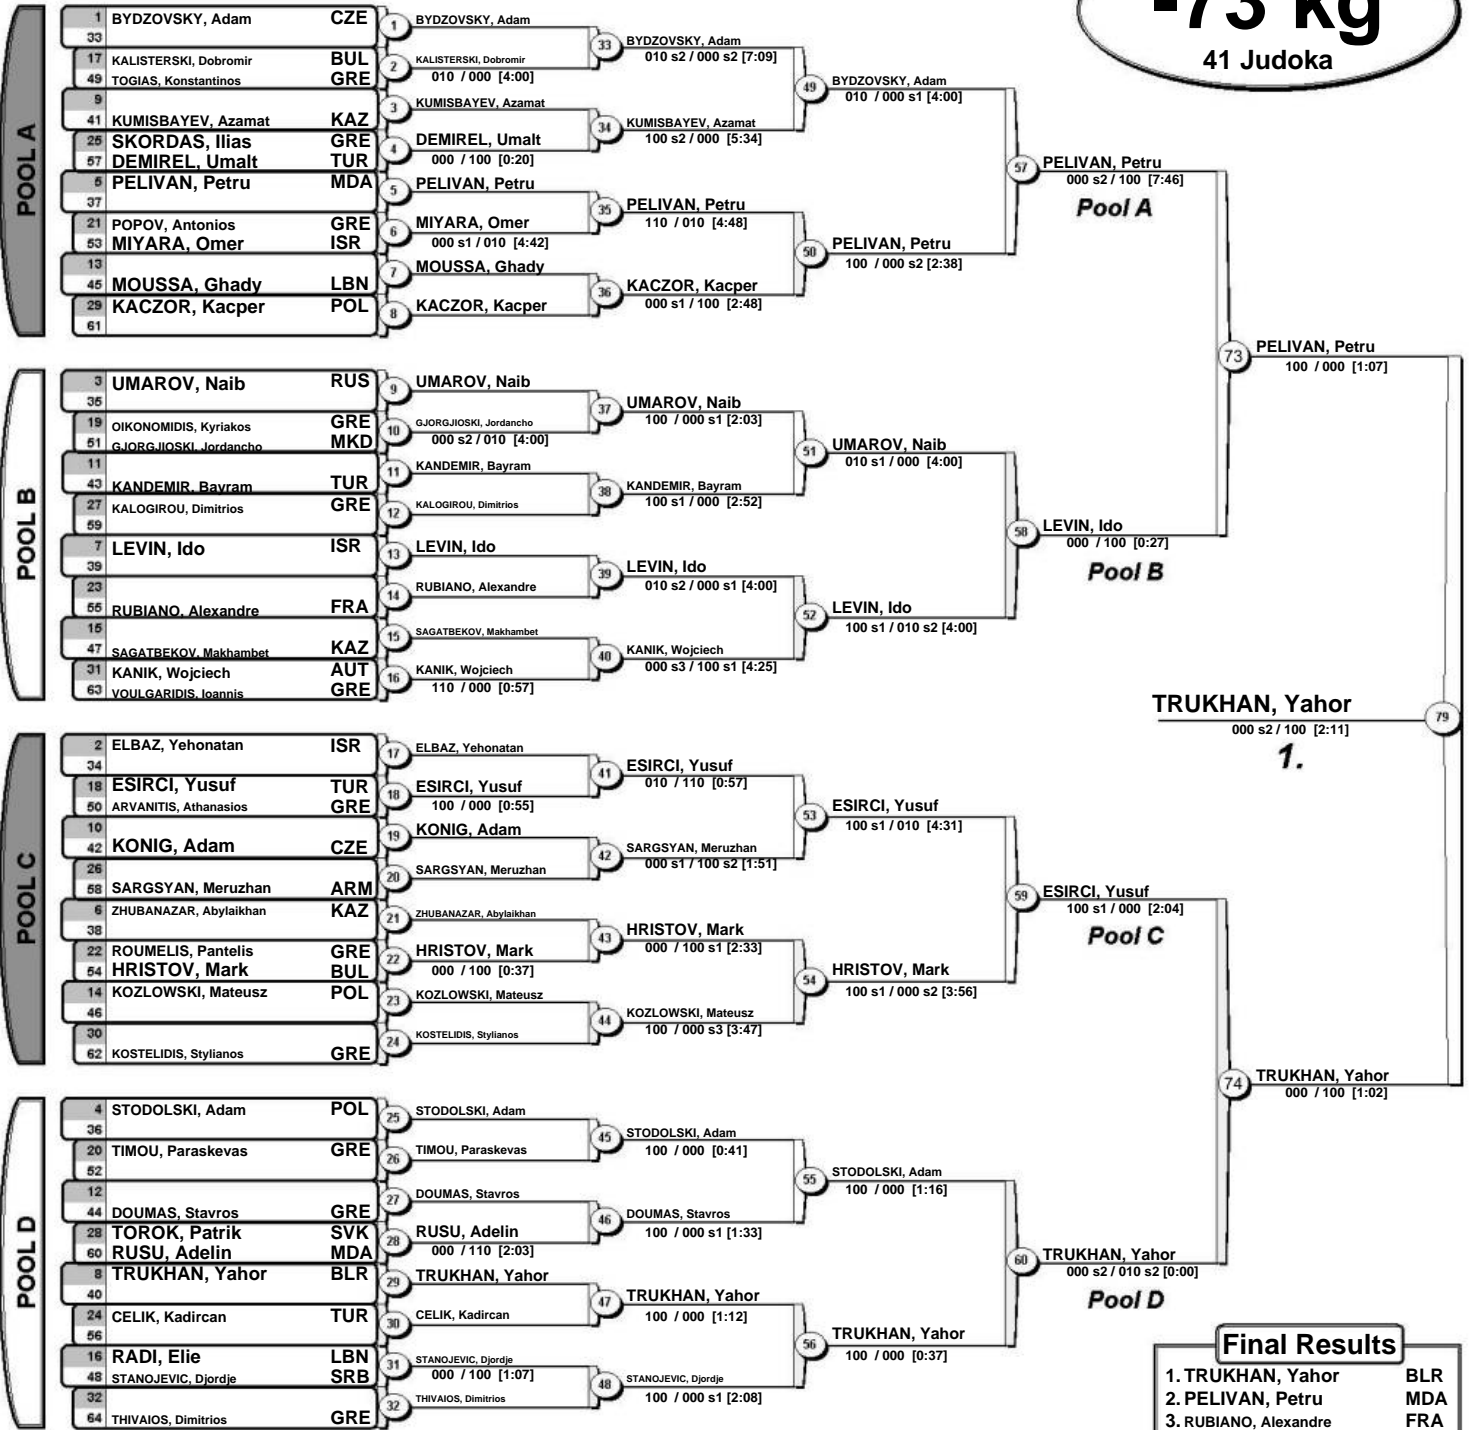 -73 kg
41 Judoka
POOL A
1 BYDZOVSKY, Adam CZE
33
17 KALISTERSKI, Dobromir BUL
49 TOGIAS, Konstantinos GRE
9
41 KUMISBAYEV, Azamat KAZ
25 SKORDAS, Ilias GRE
57 DEMIREL, Umalt TUR
5 PELIVAN, Petru MDA
37
21 POPOV, Antonios GRE
53 MIYARA, Omer ISR
13
45 MOUSSA, Ghady LBN
29 KACZOR, Kacper POL
61
1 BYDZOVSKY, Adam
2 KALISTERSKI, Dobromir
010 / 000 [4:00]
3 KUMISBAYEV, Azamat
4 DEMIREL, Umalt
000 / 100 [0:20]
5 PELIVAN, Petru
6 MIYARA, Omer
000 s1 / 010 [4:42]
7 MOUSSA, Ghady
8 KACZOR, Kacper
33 BYDZOVSKY, Adam
010 s2 / 000 s2 [7:09]
34 KUMISBAYEV, Azamat
100 s2 / 000 [5:34]
35 PELIVAN, Petru
110 / 010 [4:48]
36 KACZOR, Kacper
000 s1 / 100 [2:48]
49 BYDZOVSKY, Adam
010 / 000 s1 [4:00]
50 PELIVAN, Petru
100 / 000 s2 [2:38]
57 PELIVAN, Petru
000 s2 / 100 [7:46]
Pool A
POOL B
3 UMAROV, Naib RUS
35
19 OIKONOMIDIS, Kyriakos GRE
51 GJORGJIOSKI, Jordancho MKD
11
43 KANDEMIR, Bayram TUR
27 KALOGIROU, Dimitrios GRE
59
7 LEVIN, Ido ISR
39
23
55 RUBIANO, Alexandre FRA
15
47 SAGATBEKOV, Makhambet KAZ
31 KANIK, Wojciech AUT
63 VOULGARIDIS, Ioannis GRE
9 UMAROV, Naib
10 GJORGJIOSKI, Jordancho
000 s2 / 010 [4:00]
11 KANDEMIR, Bayram
12 KALOGIROU, Dimitrios
13 LEVIN, Ido
14 RUBIANO, Alexandre
15 SAGATBEKOV, Makhambet
16 KANIK, Wojciech
110 / 000 [0:57]
37 UMAROV, Naib
100 / 000 s1 [2:03]
38 KANDEMIR, Bayram
100 s1 / 000 [2:52]
39 LEVIN, Ido
010 s2 / 000 s1 [4:00]
40 KANIK, Wojciech
000 s3 / 100 s1 [4:25]
51 UMAROV, Naib
010 s1 / 000 [4:00]
52 LEVIN, Ido
100 s1 / 010 s2 [4:00]
58 LEVIN, Ido
000 / 100 [0:27]
Pool B
73 PELIVAN, Petru
100 / 000 [1:07]
TRUKHAN, Yahor 79
000 s2 / 100 [2:11]
1.
POOL C
2 ELBAZ, Yehonatan ISR
34
18 ESIRCI, Yusuf TUR
50 ARVANITIS, Athanasios GRE
10
42 KONIG, Adam CZE
26
58 SARGSYAN, Meruzhan ARM
6 ZHUBANAZAR, Abylaikhan KAZ
38
22 ROUMELIS, Pantelis GRE
54 HRISTOV, Mark BUL
14 KOZLOWSKI, Mateusz POL
46
30
62 KOSTELIDIS, Stylianos GRE
17 ELBAZ, Yehonatan
18 ESIRCI, Yusuf
100 / 000 [0:55]
19 KONIG, Adam
20 SARGSYAN, Meruzhan
21 ZHUBANAZAR, Abylaikhan
22 HRISTOV, Mark
000 / 100 [0:37]
23 KOZLOWSKI, Mateusz
24 KOSTELIDIS, Stylianos
41 ESIRCI, Yusuf
010 / 110 [0:57]
42 SARGSYAN, Meruzhan
000 s1 / 100 s2 [1:51]
43 HRISTOV, Mark
000 / 100 s1 [2:33]
44 KOZLOWSKI, Mateusz
100 / 000 s3 [3:47]
53 ESIRCI, Yusuf
100 s1 / 010 [4:31]
54 HRISTOV, Mark
100 s1 / 000 s2 [3:56]
59 ESIRCI, Yusuf
100 s1 / 000 [2:04]
Pool C
POOL D
4 STODOLSKI, Adam POL
36
20 TIMOU, Paraskevas GRE
52
12
44 DOUMAS, Stavros GRE
28 TOROK, Patrik SVK
60 RUSU, Adelin MDA
8 TRUKHAN, Yahor BLR
40
24 CELIK, Kadircan TUR
56
16 RADI, Elie LBN
48 STANOJEVIC, Djordje SRB
32
64 THIVAIOS, Dimitrios GRE
25 STODOLSKI, Adam
26 TIMOU, Paraskevas
27 DOUMAS, Stavros
28 RUSU, Adelin
000 / 110 [2:03]
29 TRUKHAN, Yahor
30 CELIK, Kadircan
31 STANOJEVIC, Djordje
000 / 100 [1:07]
32 THIVAIOS, Dimitrios
45 STODOLSKI, Adam
100 / 000 [0:41]
46 DOUMAS, Stavros
100 / 000 s1 [1:33]
47 TRUKHAN, Yahor
100 / 000 [1:12]
48 STANOJEVIC, Djordje
100 / 000 s1 [2:08]
55 STODOLSKI, Adam
100 / 000 [1:16]
56 TRUKHAN, Yahor
100 / 000 [0:37]
60 TRUKHAN, Yahor
000 s2 / 010 s2 [0:00]
Pool D
74 TRUKHAN, Yahor
000 / 100 [1:02]
Final Results
1. TRUKHAN, Yahor BLR
2. PELIVAN, Petru MDA
3. RUBIANO, Alexandre FRA